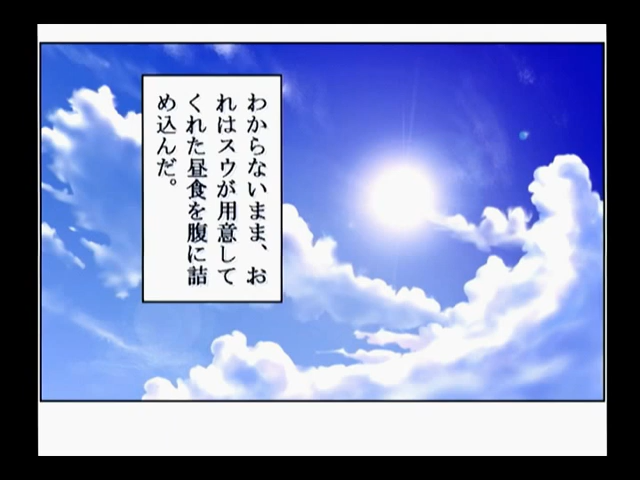 わからないまま、お
れはスウが用意して
くれた昼食を腹に詰
め込んだ。